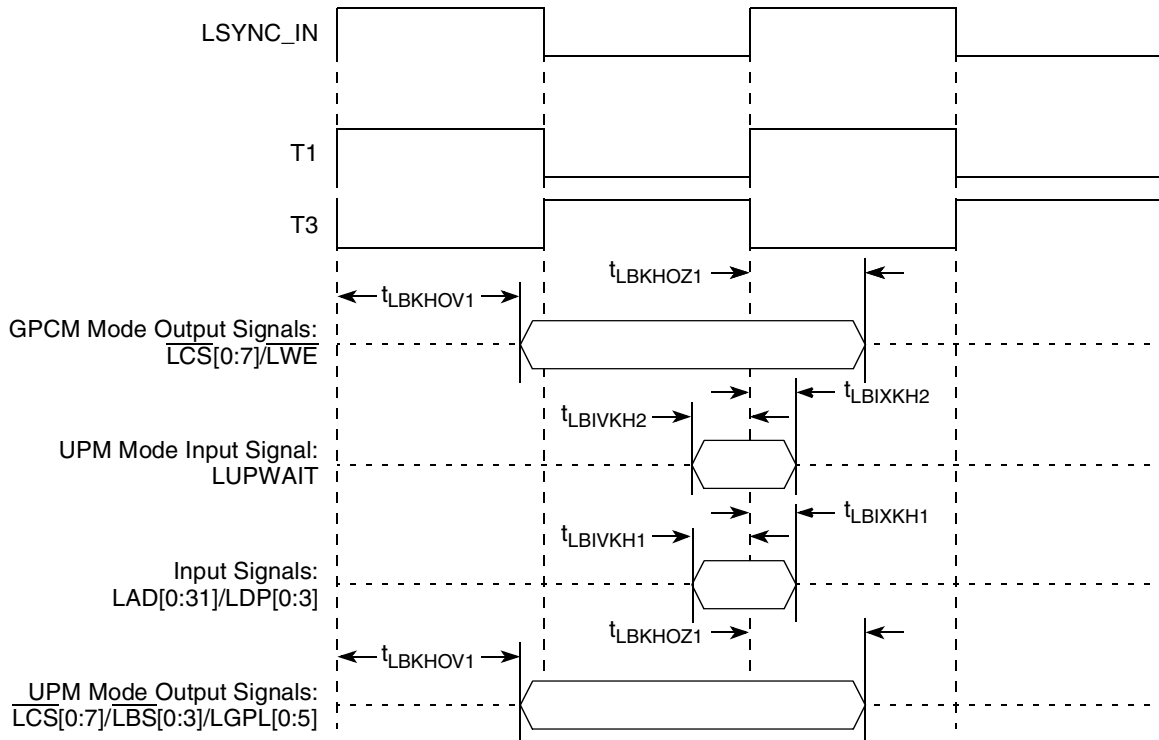 LSYNC_IN
T1
T3
tLBKHOZ1
tLBKHOV1
GPCM Mode Output Signals:
LCS[0:7]/LWE
tLBIXKH2
tLBIVKH2
UPM Mode Input Signal:
LUPWAIT
tLBIXKH1
tLBIVKH1
Input Signals:
LAD[0:31]/LDP[0:3]
tLBKHOZ1
tLBKHOV1
UPM Mode Output Signals:
LCS[0:7]/LBS[0:3]/LGPL[0:5]